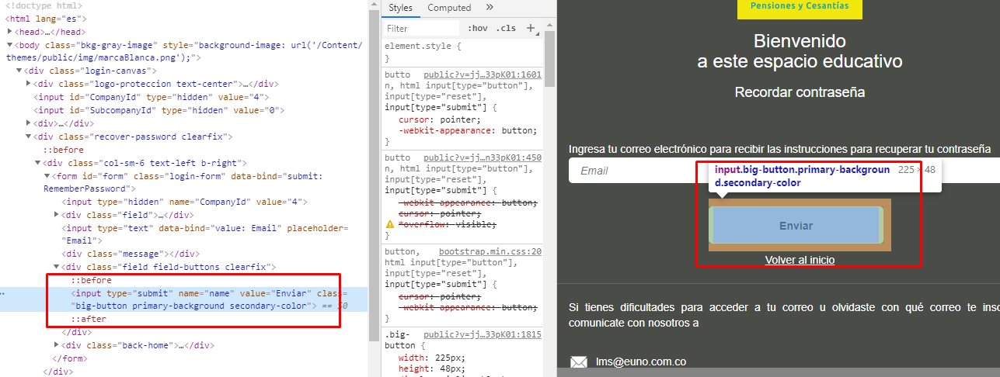 <!doctype html>
<html lang="es">
<head>…</head>
<body class="bkg-gray-image" style="background-image: url('/Content/
themes/public/img/marcaBlanca.png');">
<div class="login-canvas">
<div class="logo-proteccion text-center">…</div>
<input id="CompanyId" type="hidden" value="4">
<input id="SubcompanyId" type="hidden" value="0">
<div>…</div>
<div class="recover-password clearfix">
::before
<div class="col-sm-6 text-left b-right">
<form id="form" class="login-form" data-bind="submit:
RememberPassword">
<input type="hidden" name="CompanyId" value="4">
<div class="field">…</div>
<input type="text" data-bind="value: Email" placeholder=
"Email">
<div class="message"></div>
<div class="field field-buttons clearfix">
::before
<input type="submit" name="name" value="Enviar" class=
"big-button primary-background secondary-color"> == $0
::after
</div>
<div class="back-home">…</div>
</form>
</div>
Styles Computed »
Filter :hov .cls +
element.style {
}
butto public?v=jj…33pK01:1601
n, html input[type="button"],
input[type="reset"],
input[type="submit"] {
cursor: pointer;
-webkit-appearance: button;
}
butto public?v=jj…n33pK01:450
n, html input[type="button"],
input[type="reset"],
input[type="submit"] {
-webkit-appearance: button;
cursor: pointer;
*overflow: visible;
}
button, bootstrap.min.css:20
html input[type="button"],
input[type="reset"],
input[type="submit"] {
cursor: pointer;
-webkit-appearance: button;
}
.big- public?v=jj…33pK01:1815
button {
width: 225px;
height: 48px;
Pensiones y Cesantías
Bienvenido
a este espacio educativo
Recordar contraseña
Ingresa tu correo electrónico para recibir las instrucciones para recuperar tu contraseña
Email
input.big-button.primary-backgroun 225 × 48
d.secondary-color
Enviar
Volver al inicio
Si tienes dificultades para acceder a tu correo u olvidaste con qué correo te insc
comunicate con nosotros a
lms@euno.com.co